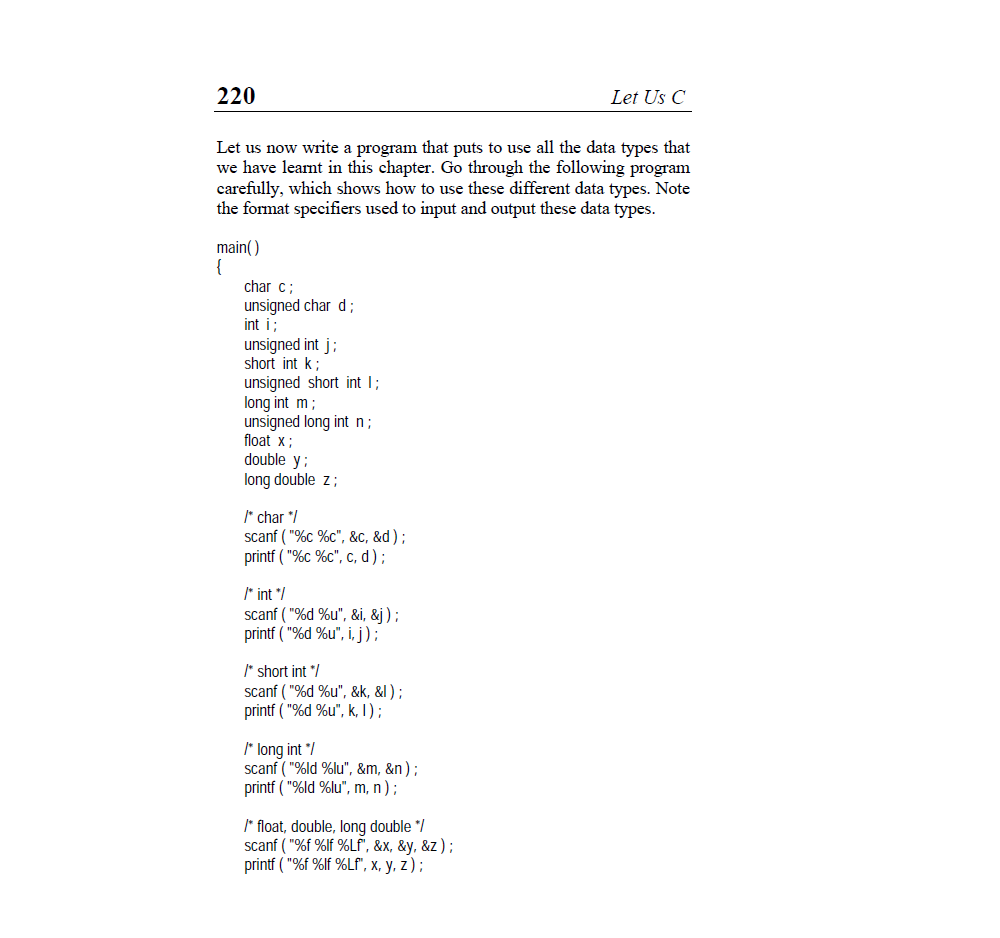 220 Let Us C
Let us now write a program that puts to use all the data types that
we have learnt in this chapter. Go through the following program
carefully, which shows how to use these different data types. Note
the format specifiers used to input and output these data types.
main( )
{
char c ;
unsigned char d ;
int i ;
unsigned int j ;
short int k ;
unsigned short int l ;
long int m ;
unsigned long int n ;
float x ;
double y ;
long double z ;
/* char */
scanf ( "%c %c", &c, &d ) ;
printf ( "%c %c", c, d ) ;
/* int */
scanf ( "%d %u", &i, &j ) ;
printf ( "%d %u", i, j ) ;
/* short int */
scanf ( "%d %u", &k, &l ) ;
printf ( "%d %u", k, l ) ;
/* long int */
scanf ( "%ld %lu", &m, &n ) ;
printf ( "%ld %lu", m, n ) ;
/* float, double, long double */
scanf ( "%f %lf %Lf", &x, &y, &z ) ;
printf ( "%f %lf %Lf", x, y, z ) ;